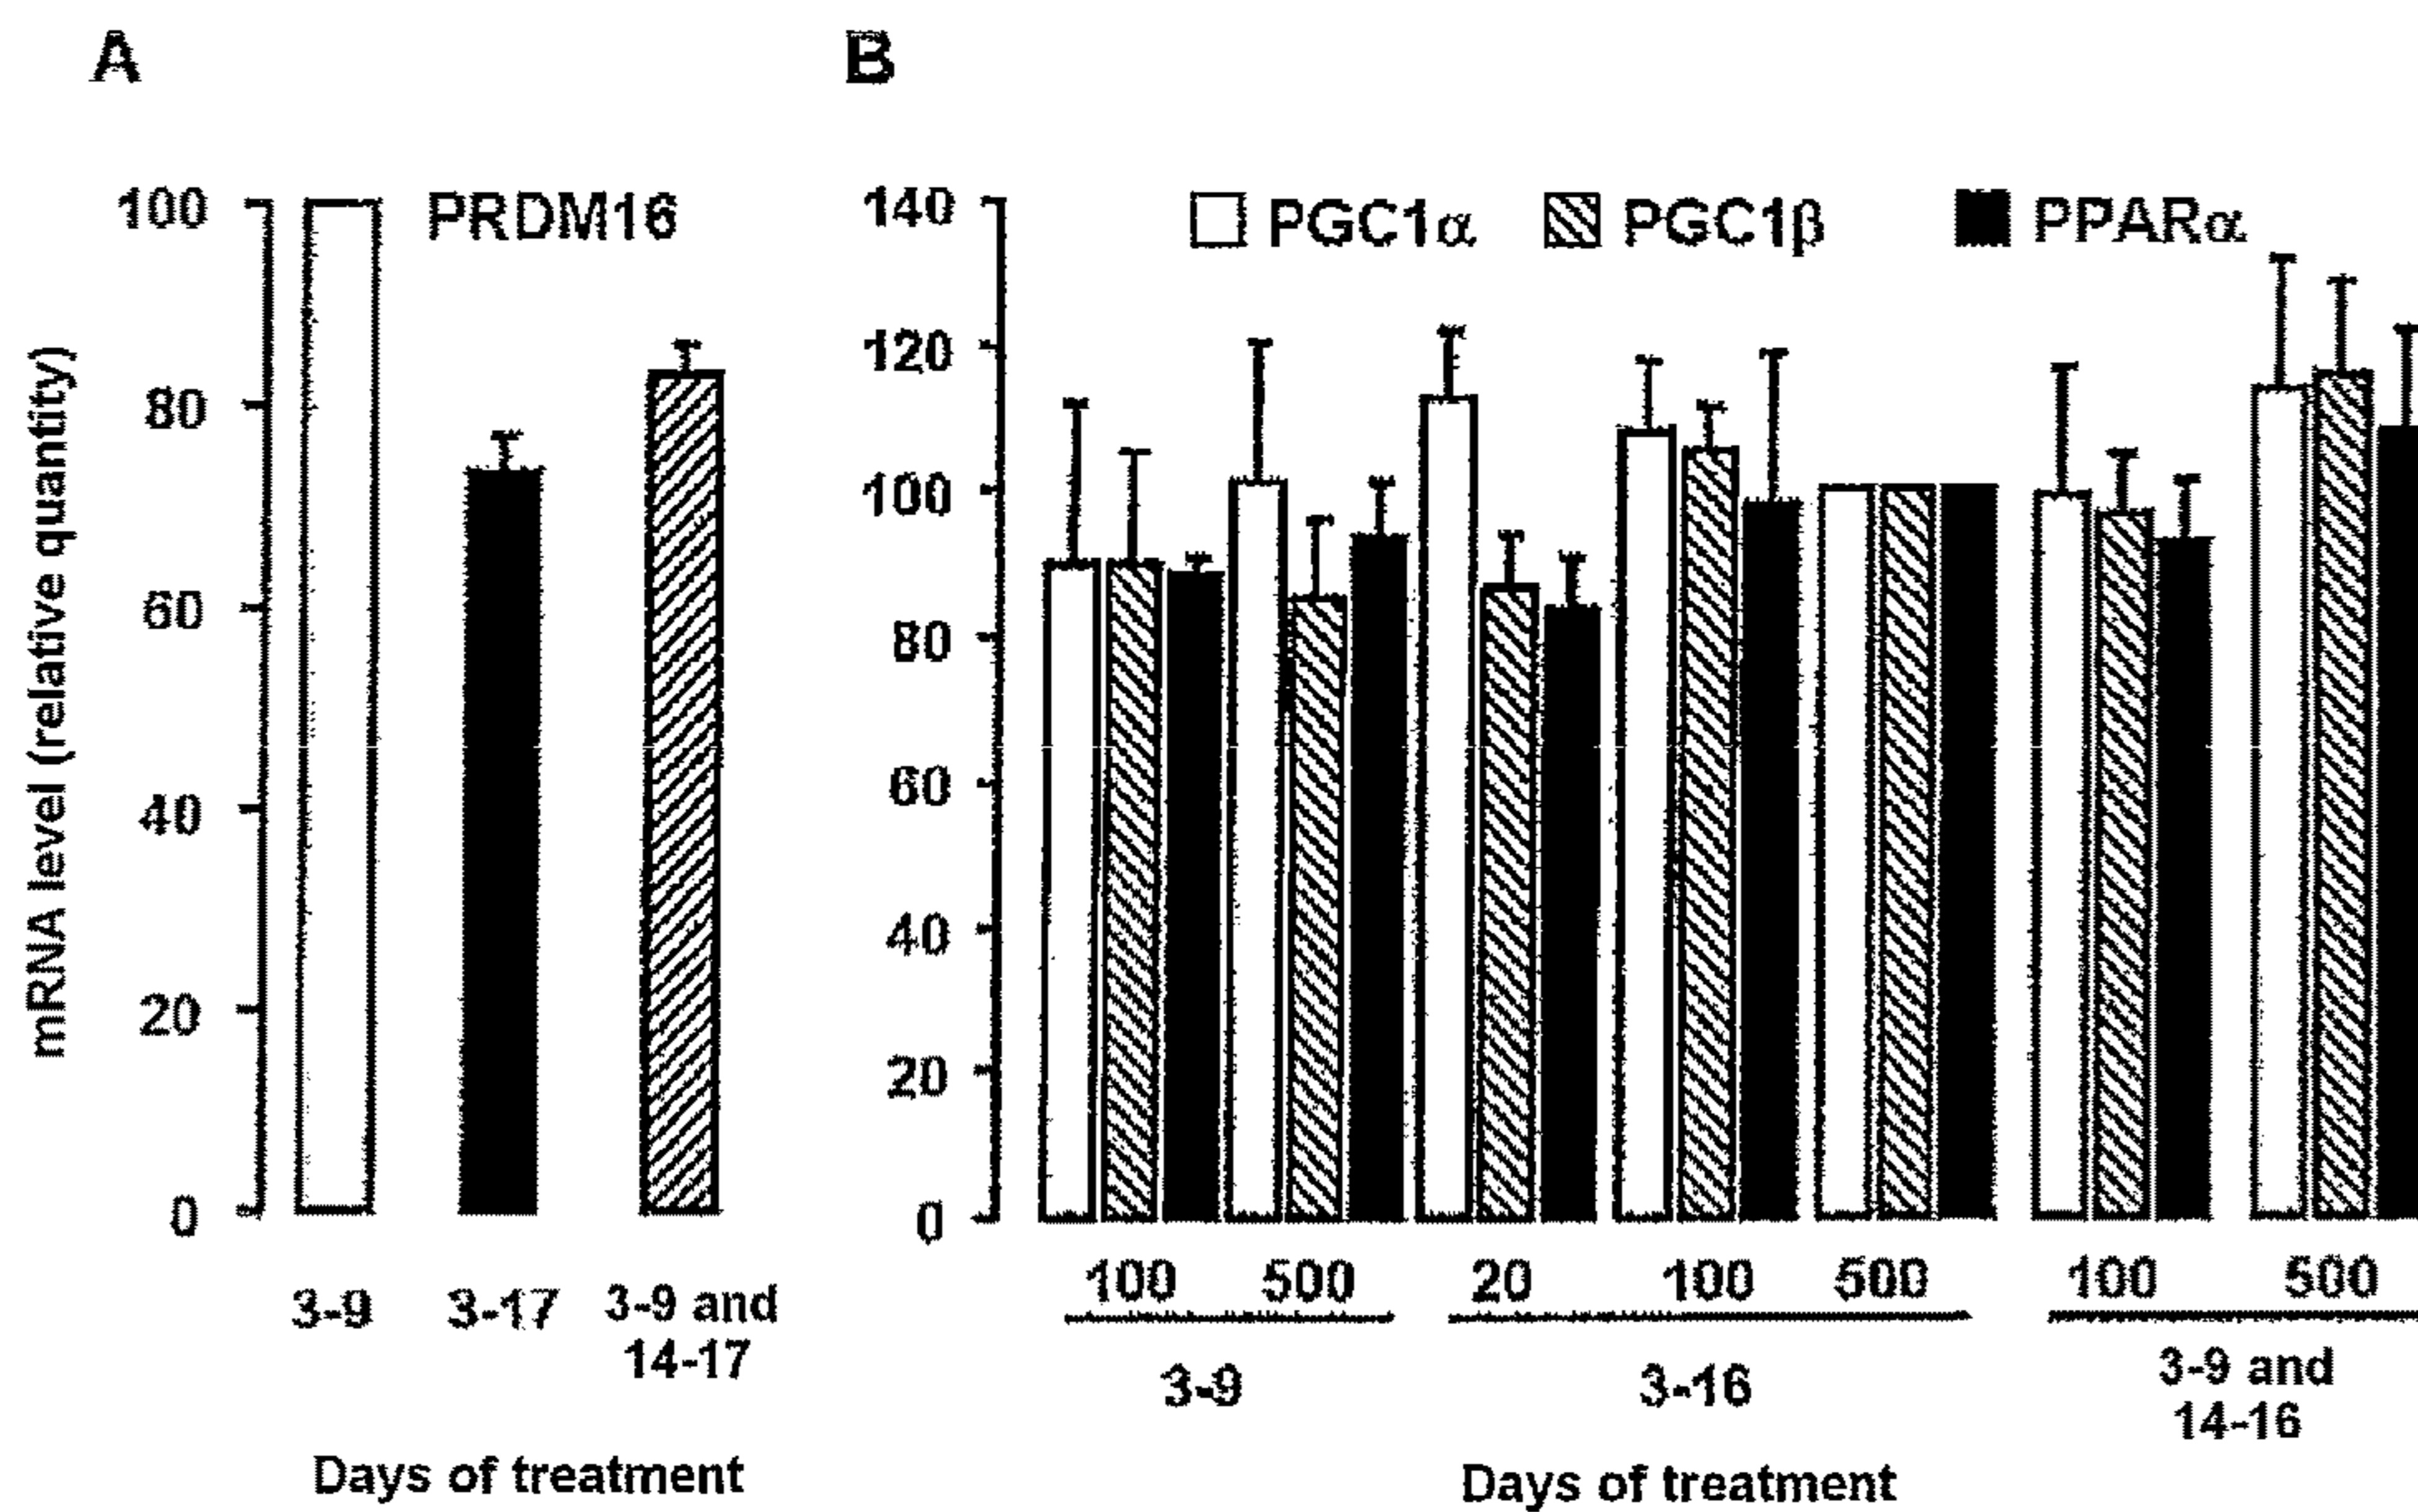 A
B
mRNA level (relative quantity)
100
80
60
40
20
0
PRDM16
3-9
3-17
3-9 and
14-17
Days of treatment
140
120
100
80
60
40
20
0
PGC1α
PGC1β
PPARα
100
500
20
100
500
100
500
3-9
3-16
3-9 and
14-16
Days of treatment